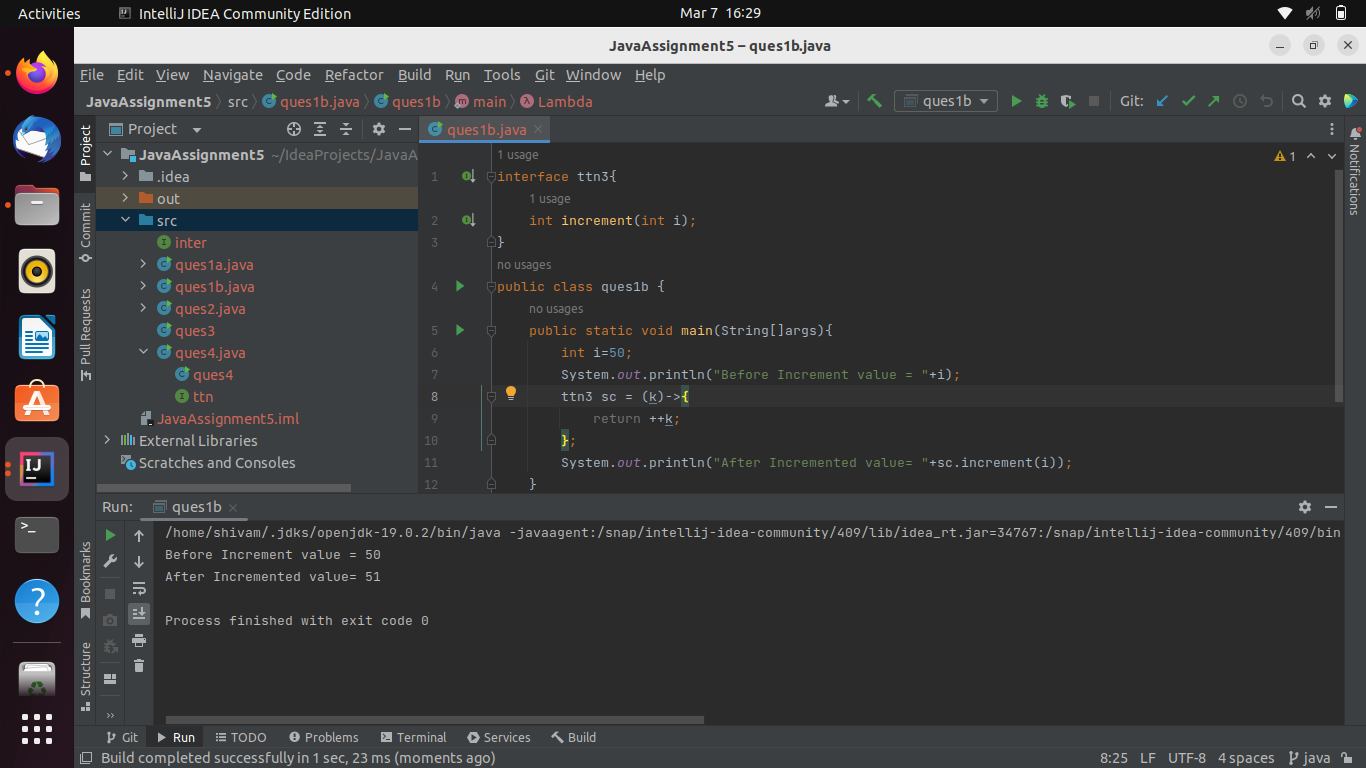 Activities IntelliJ IDEA Community Edition Mar 7 16:29
JavaAssignment5 – ques1b.java
File Edit View Navigate Code Refactor Build Run Tools Git Window Help
JavaAssignment5 src ques1b.java ques1b main Lambda ques1b Git:
Project
Commit
Pull Requests
Bookmarks
Structure
Project
JavaAssignment5 ~/IdeaProjects/JavaA
.idea
out
src
inter
ques1a.java
ques1b.java
ques2.java
ques3
ques4.java
ques4
ttn
JavaAssignment5.iml
External Libraries
Scratches and Consoles
ques1b.java
1 usage
1 interface ttn3{
1 usage
2 int increment(int i);
3 }
no usages
4 public class ques1b {
no usages
5 public static void main(String[]args){
6 int i=50;
7 System.out.println("Before Increment value = "+i);
8 ttn3 sc = (k)->{
9 return ++k;
10 };
11 System.out.println("After Incremented value= "+sc.increment(i));
12 }
1
Notifications
Run: ques1b
/home/shivam/.jdks/openjdk-19.0.2/bin/java -javaagent:/snap/intellij-idea-community/409/lib/idea_rt.jar=34767:/snap/intellij-idea-community/409/bin
Before Increment value = 50
After Incremented value= 51
Process finished with exit code 0
Git Run TODO Problems Terminal Services Build
Build completed successfully in 1 sec, 23 ms (moments ago) 8:25 LF UTF-8 4 spaces java